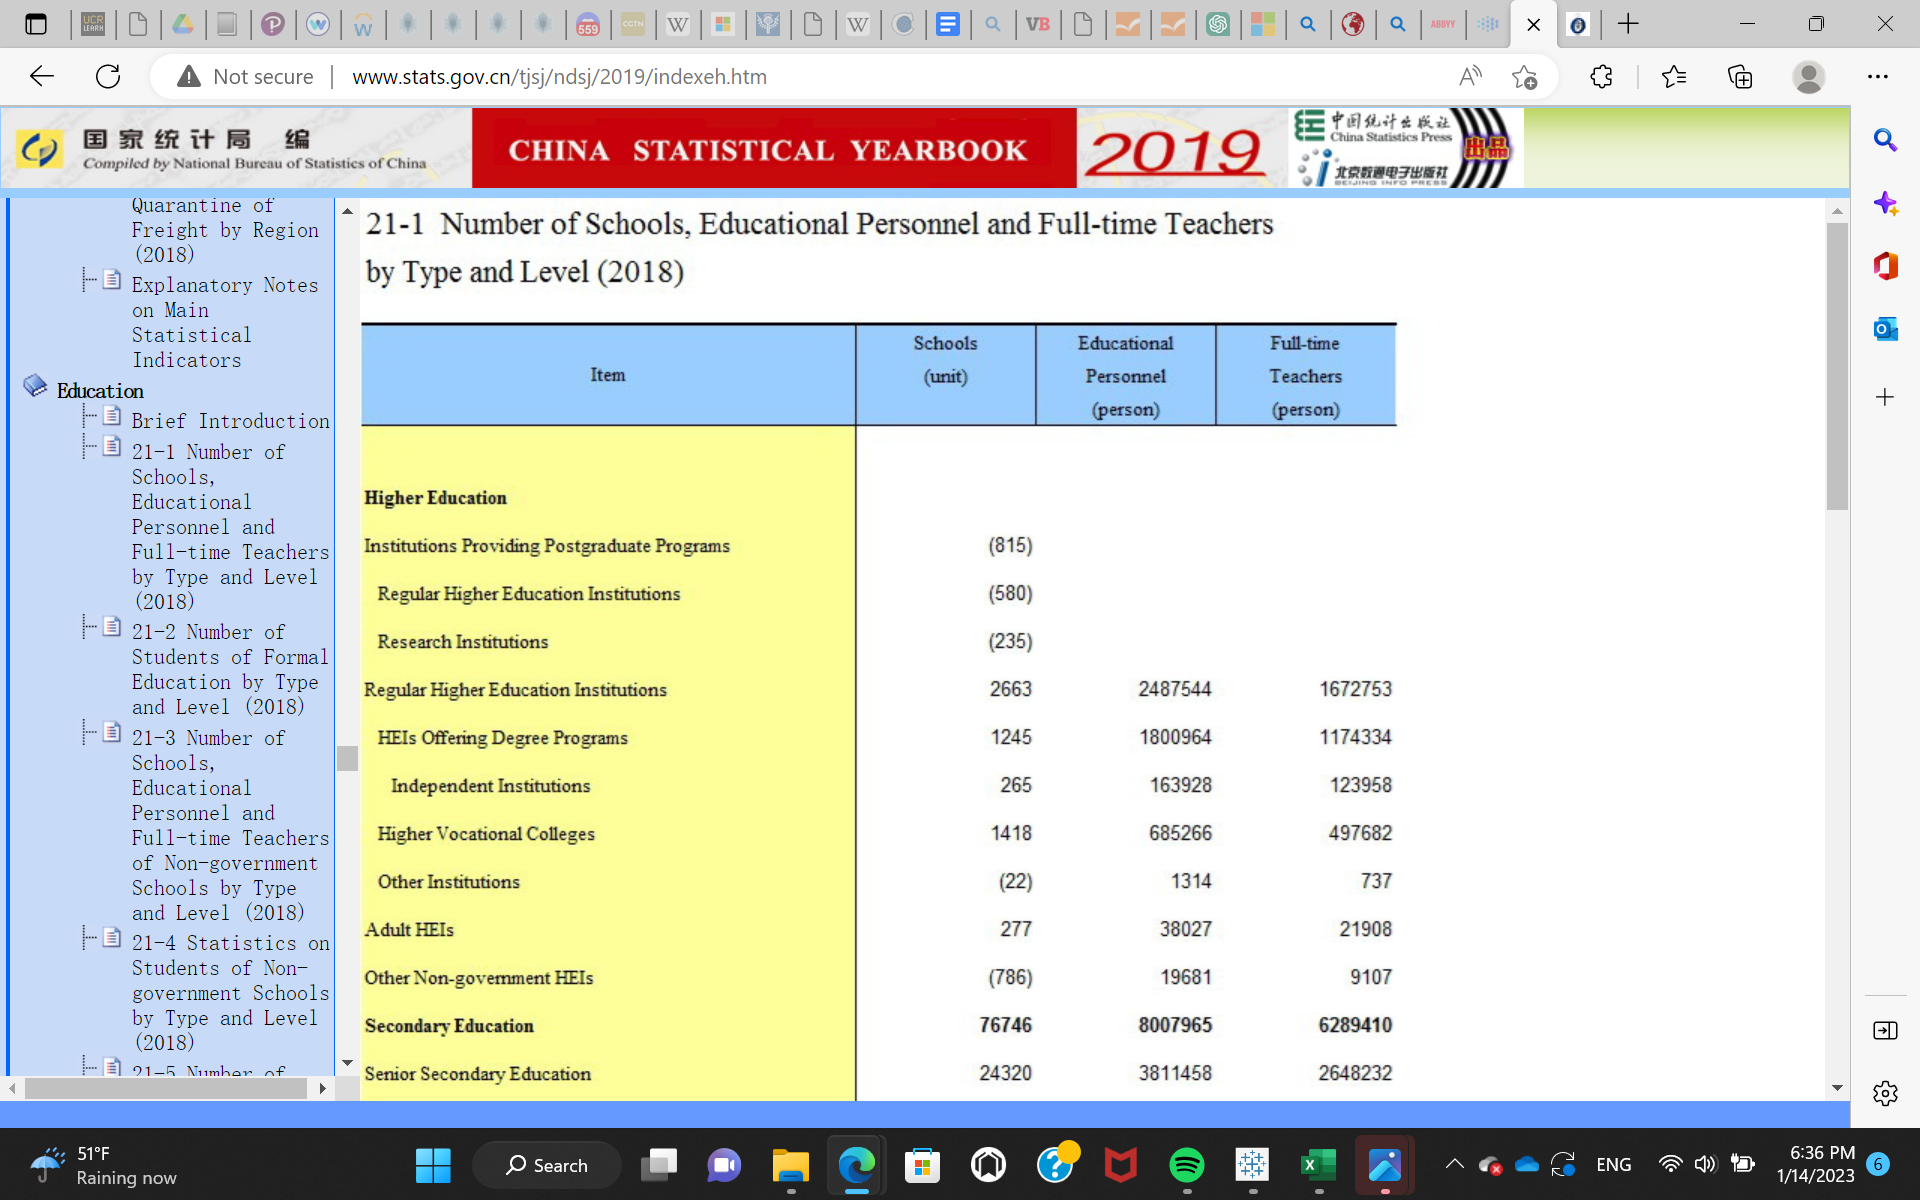 UCR
LEARN
559
CGTN
VB
ABBYY
Not secure
www.stats.gov.cn/tjsj/ndsj/2019/indexeh.htm
国家统计局 编
Compiled by National Bureau of Statistics of China
CHINA STATISTICAL YEARBOOK
2019
中国统计出版社
China Statistics Press
北京数通电子出版社
BEIJING INFO PRESS
出品
Quarantine of
Freight by Region
(2018)
Explanatory Notes
on Main
Statistical
Indicators
Education
Brief Introduction
21-1 Number of
Schools,
Educational
Personnel and
Full-time Teachers
by Type and Level
(2018)
21-2 Number of
Students of Formal
Education by Type
and Level (2018)
21-3 Number of
Schools,
Educational
Personnel and
Full-time Teachers
of Non-government
Schools by Type
and Level (2018)
21-4 Statistics on
Students of Non-
government Schools
by Type and Level
(2018)
21-5 Number of
21-1 Number of Schools, Educational Personnel and Full-time Teachers
by Type and Level (2018)
Item
Schools
(unit)
Educational
Personnel
(person)
Full-time
Teachers
(person)
Higher Education
Institutions Providing Postgraduate Programs (815)
Regular Higher Education Institutions (580)
Research Institutions (235)
Regular Higher Education Institutions 2663 2487544 1672753
HEIs Offering Degree Programs 1245 1800964 1174334
Independent Institutions 265 163928 123958
Higher Vocational Colleges 1418 685266 497682
Other Institutions (22) 1314 737
Adult HEIs 277 38027 21908
Other Non-government HEIs (786) 19681 9107
Secondary Education 76746 8007965 6289410
Senior Secondary Education 24320 3811458 2648232
51°F
Raining now
Search
ENG
6:36 PM
1/14/2023
6